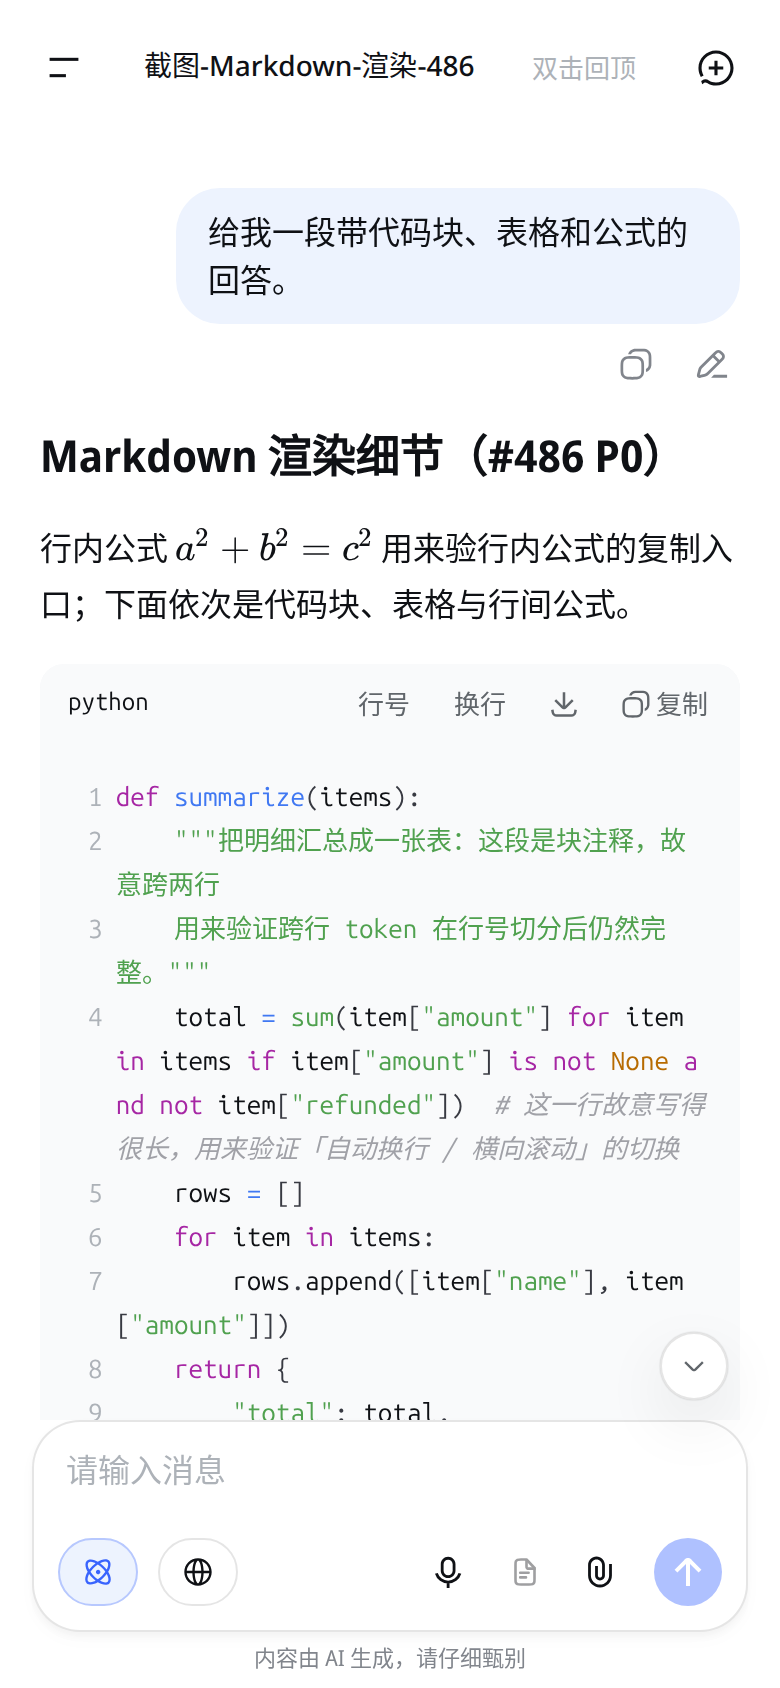 截图-Markdown-渲染-486 双击回顶
给我一段带代码块、表格和公式的
回答。
Markdown 渲染细节（#486 P0）
行内公式 a² + b² = c² 用来验行内公式的复制入
口；下面依次是代码块、表格与行间公式。
python 行号 换行 复制
1 def summarize(items):
2     """把明细汇总成一张表：这段是块注释，故
意跨两行
3     用来验证跨行 token 在行号切分后仍然完
整。"""
4     total = sum(item["amount"] for item
in items if item["amount"] is not None a
nd not item["refunded"])  # 这一行故意写得
很长，用来验证「自动换行 / 横向滚动」的切换
5     rows = []
6     for item in items:
7         rows.append([item["name"], item
["amount"]])
8     return {
9         "total": total,
请输入消息
内容由 AI 生成，请仔细甄别